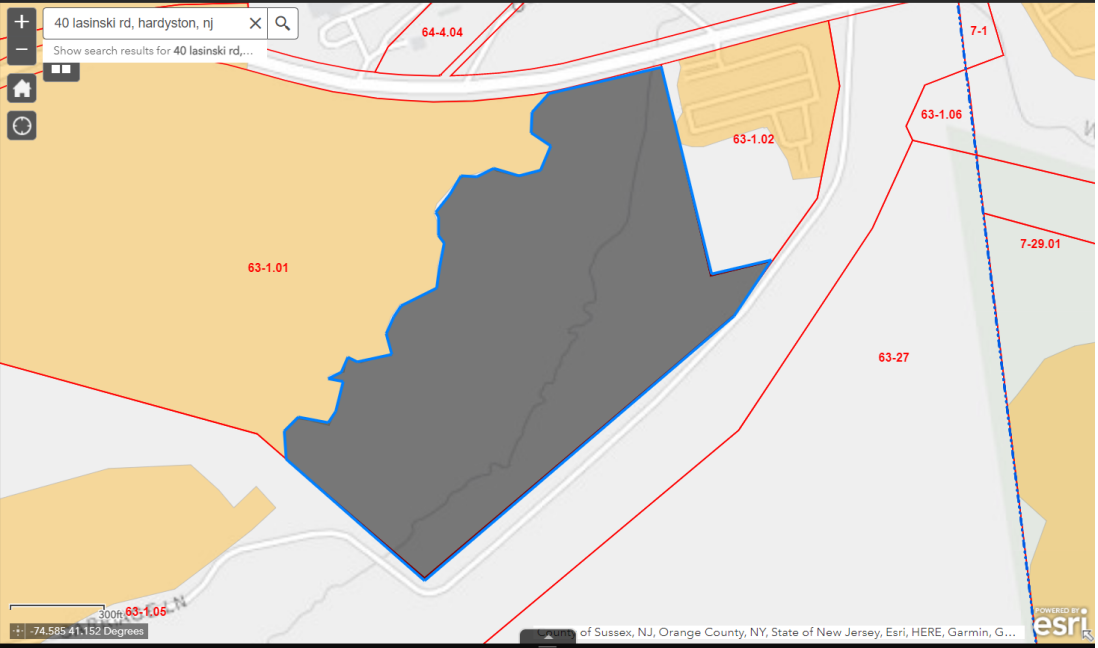 40 lasinski rd, hardyston, nj
Show search results for 40 lasinski rd,...
64-4.04
7-1
63-1.06
63-1.02
7-29.01
63-1.01
63-27
63-1.05
LN
300ft
-74.585 41.152 Degrees
County of Sussex, NJ, Orange County, NY, State of New Jersey, Esri, HERE, Garmin, G...
POWERED BY
esri